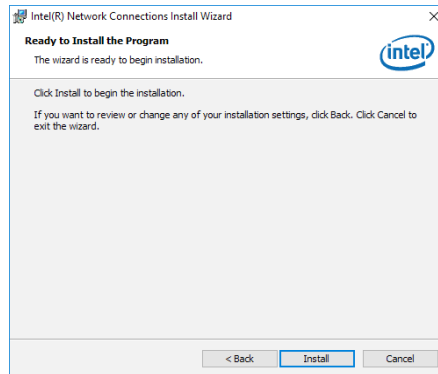 Intel(R) Network Connections Install Wizard
Ready to Install the Program
The wizard is ready to begin installation.
intel
Click Install to begin the installation.
If you want to review or change any of your installation settings, click Back. Click Cancel to
exit the wizard.
< Back Install Cancel